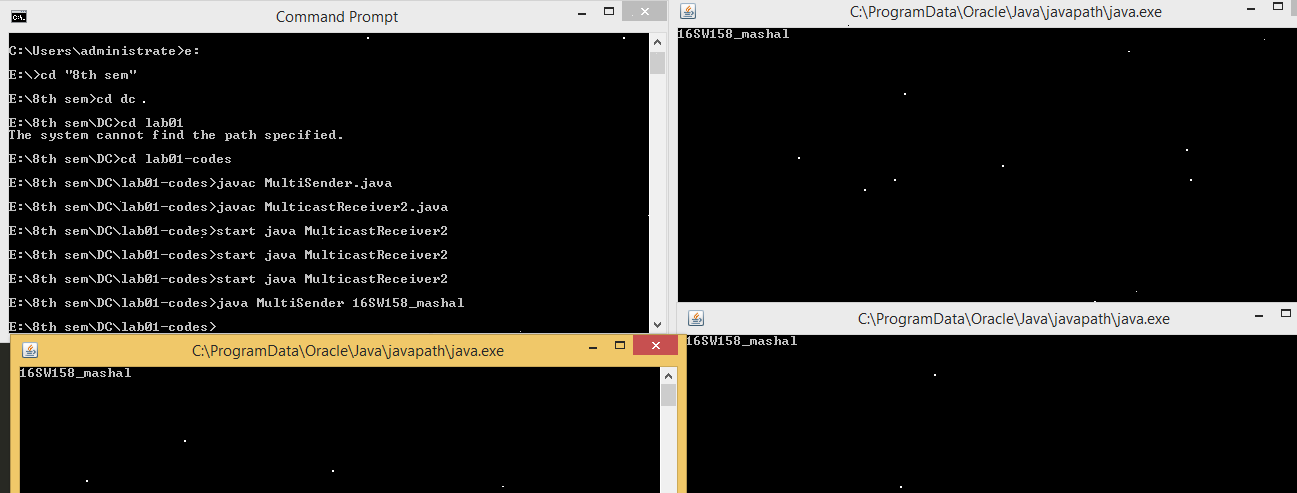 Command Prompt
C:\Users\administrate>e:
E:\>cd "8th sem"
E:\8th sem>cd dc
E:\8th sem\DC>cd lab01
The system cannot find the path specified.
E:\8th sem\DC>cd lab01-codes
E:\8th sem\DC\lab01-codes>javac MultiSender.java
E:\8th sem\DC\lab01-codes>javac MulticastReceiver2.java
E:\8th sem\DC\lab01-codes>start java MulticastReceiver2
E:\8th sem\DC\lab01-codes>start java MulticastReceiver2
E:\8th sem\DC\lab01-codes>start java MulticastReceiver2
E:\8th sem\DC\lab01-codes>java MultiSender 16SW158_mashal
E:\8th sem\DC\lab01-codes>
C:\ProgramData\Oracle\Java\javapath\java.exe
16SW158_mashal
C:\ProgramData\Oracle\Java\javapath\java.exe
16SW158_mashal
C:\ProgramData\Oracle\Java\javapath\java.exe
16SW158_mashal